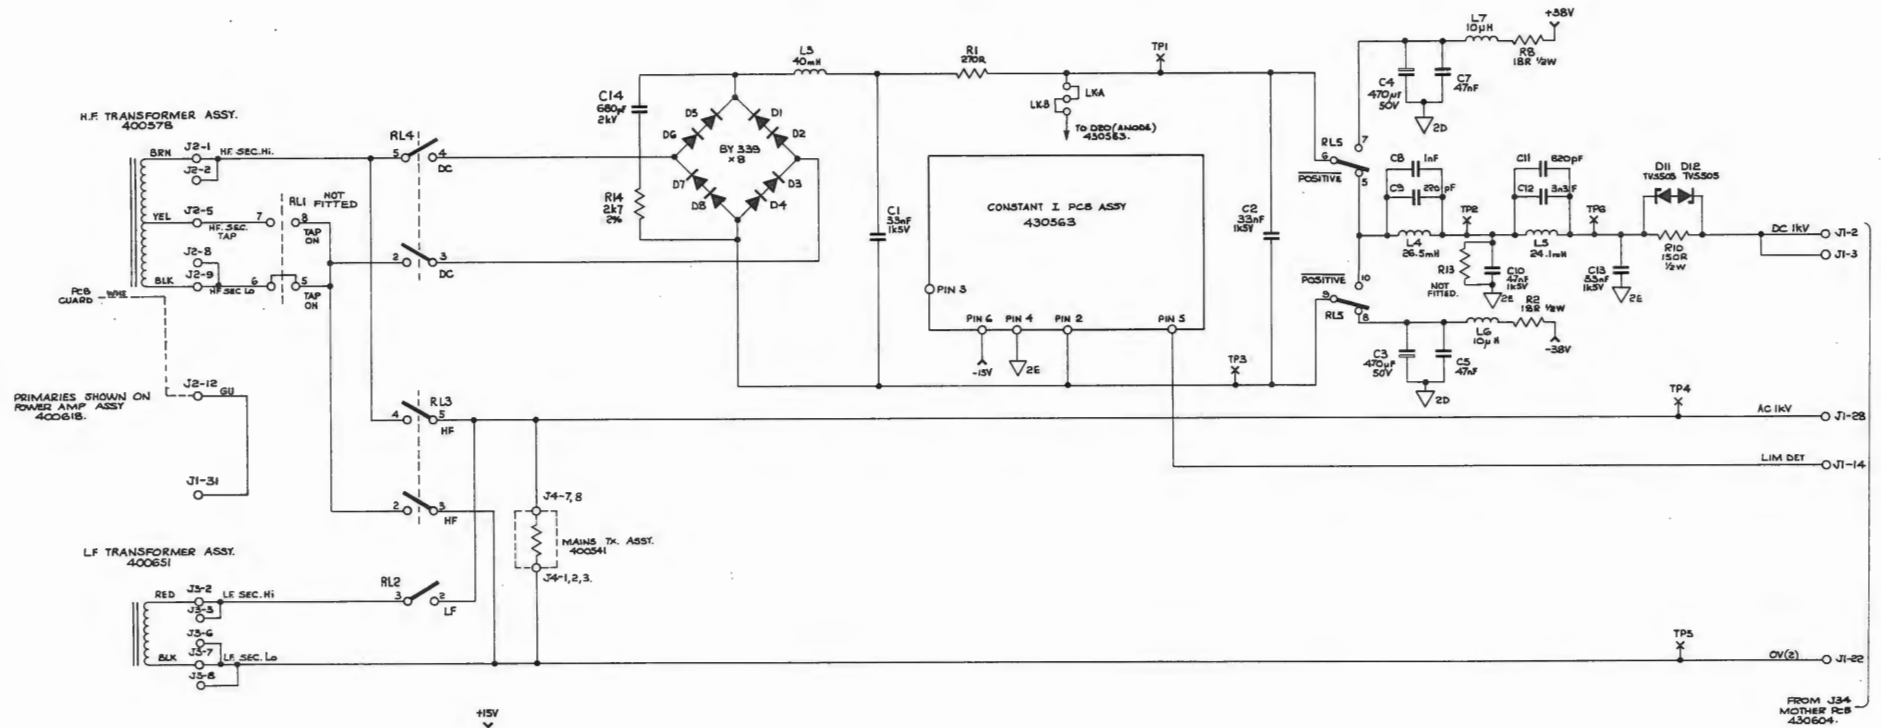 H.F. TRANSFORMER ASSY.
400578
BRN
J2-1
HF. SEC. Hi.
J2-2
YEL
J2-5
HF. SEC.
TAP
7
RL1
NOT
FITTED
8
TAP
ON
J2-8
BLK
J2-9
HF SEC Lo
6
5
TAP
ON
PCB
GUARD
WHE
J2-12
GU
PRIMARIES SHOWN ON
POWER AMP ASSY
400618.
J1-31
LF TRANSFORMER ASSY.
400651
RED
J3-2
LF. SEC. Hi
J3-3
J3-6
J3-7
BLK
LF. SEC. Lo
J3-8
RL4
5
4
DC
2
3
DC
RL3
4
5
HF
2
3
HF
RL2
3
2
LF
J4-7,8
MAINS TX. ASSY.
400541
J4-1,2,3.
+15V
C14
680pF
2kV
R14
2k7
2%
D5
D1
D6
D2
BY 339
×8
D7
D3
D8
D4
L3
40mH
C1
33nF
1k5V
R1
270R
TP1
LKA
LKB
TO D20 (ANODE)
430563.
CONSTANT I PCB ASSY
430563
PIN 3
PIN 6
PIN 4
PIN 2
PIN 5
-15V
2E
C2
33nF
1k5V
TP3
RL5
7
6
POSITIVE
5
POSITIVE
10
9
RL5
8
L7
10µH
+38V
R8
18R ½W
C4
470µF
50V
C7
47nF
2D
C8
1nF
C9
220pF
L4
26.5mH
TP2
R13
NOT
FITTED.
C10
47nF
1k5V
2E
C11
820pF
C12
3n3F
L5
24.1mH
TP6
C13
33nF
1k5V
2E
D11 D12
TVS505 TVS505
R10
150R
½W
DC 1kV
J1-2
J1-3
R2
18R ½W
L6
10µH
-38V
C3
470µF
50V
C5
47nF
2D
TP4
AC 1kV
J1-28
LIM DET
J1-14
TP5
OV(2)
J1-22
FROM J34
MOTHER PCB
430604.